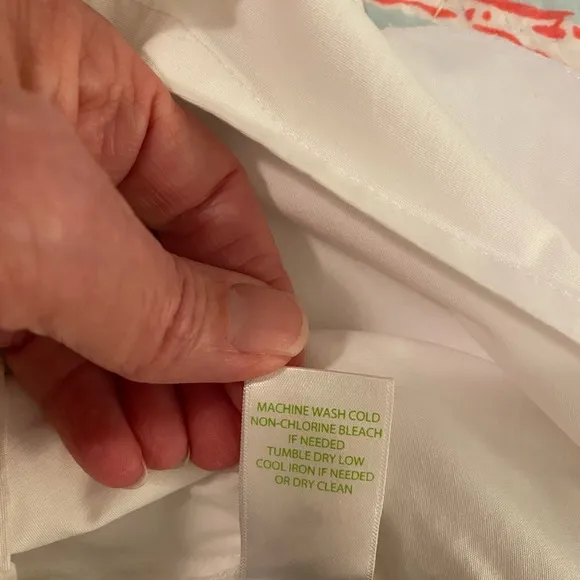 MACHINE WASH COLD
NON-CHLORINE BLEACH
IF NEEDED
TUMBLE DRY LOW
COOL IRON IF NEEDED
OR DRY CLEAN